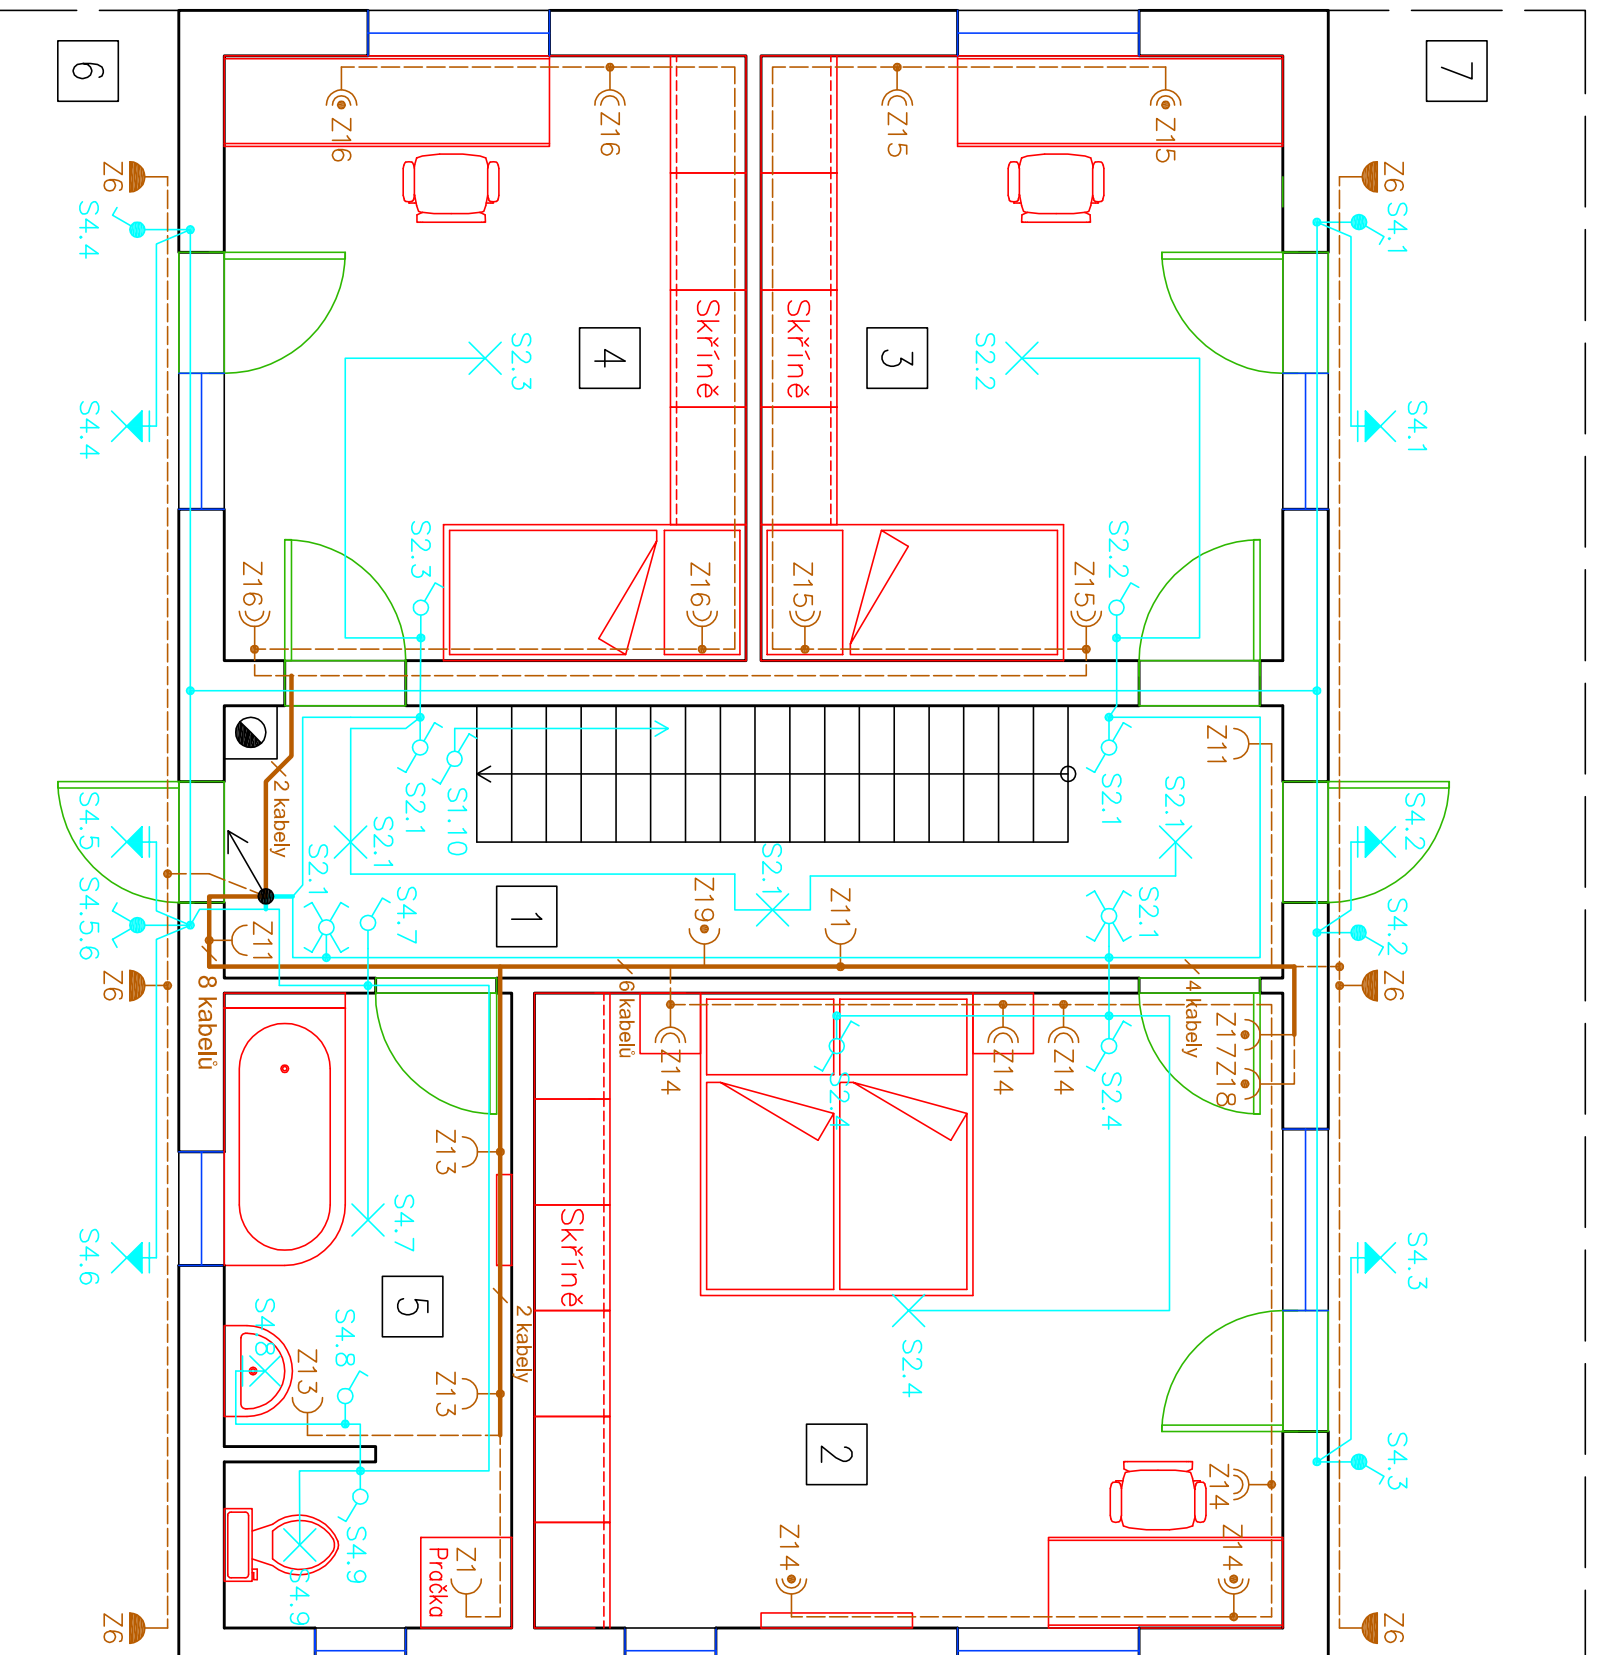 6
7
Z16
Z16
Z15
Z15
Z6
S4.4
Z6
S4.1
S2.3
4
Skříně
Skříně
3
S2.2
S4.4
S4.1
S2.3
Z16
Z16
Z15
Z15
S2.2
Z11
2 kabely
S2.1
S1.10
S2.1
S2.1
S4.5
S2.1
S2.1
S4.2
S2.1
S4.7
1
Z19
Z11
S2.1
S4.5.6
Z11
S4.2
Z6
8 kabelů
6 kabelů
4 kabely
Z6
Z14
Z14
Z14
Z17
Z18
S2.4
S2.4
Z13
S4.7
Skříně
S4.6
S4.3
5
S4.8
S4.8
2 kabely
Z13
Z13
S2.4
2
S4.3
Z14
Z14
Z14
S4.9
S4.9
Z1
Pračka
Z6
Z6